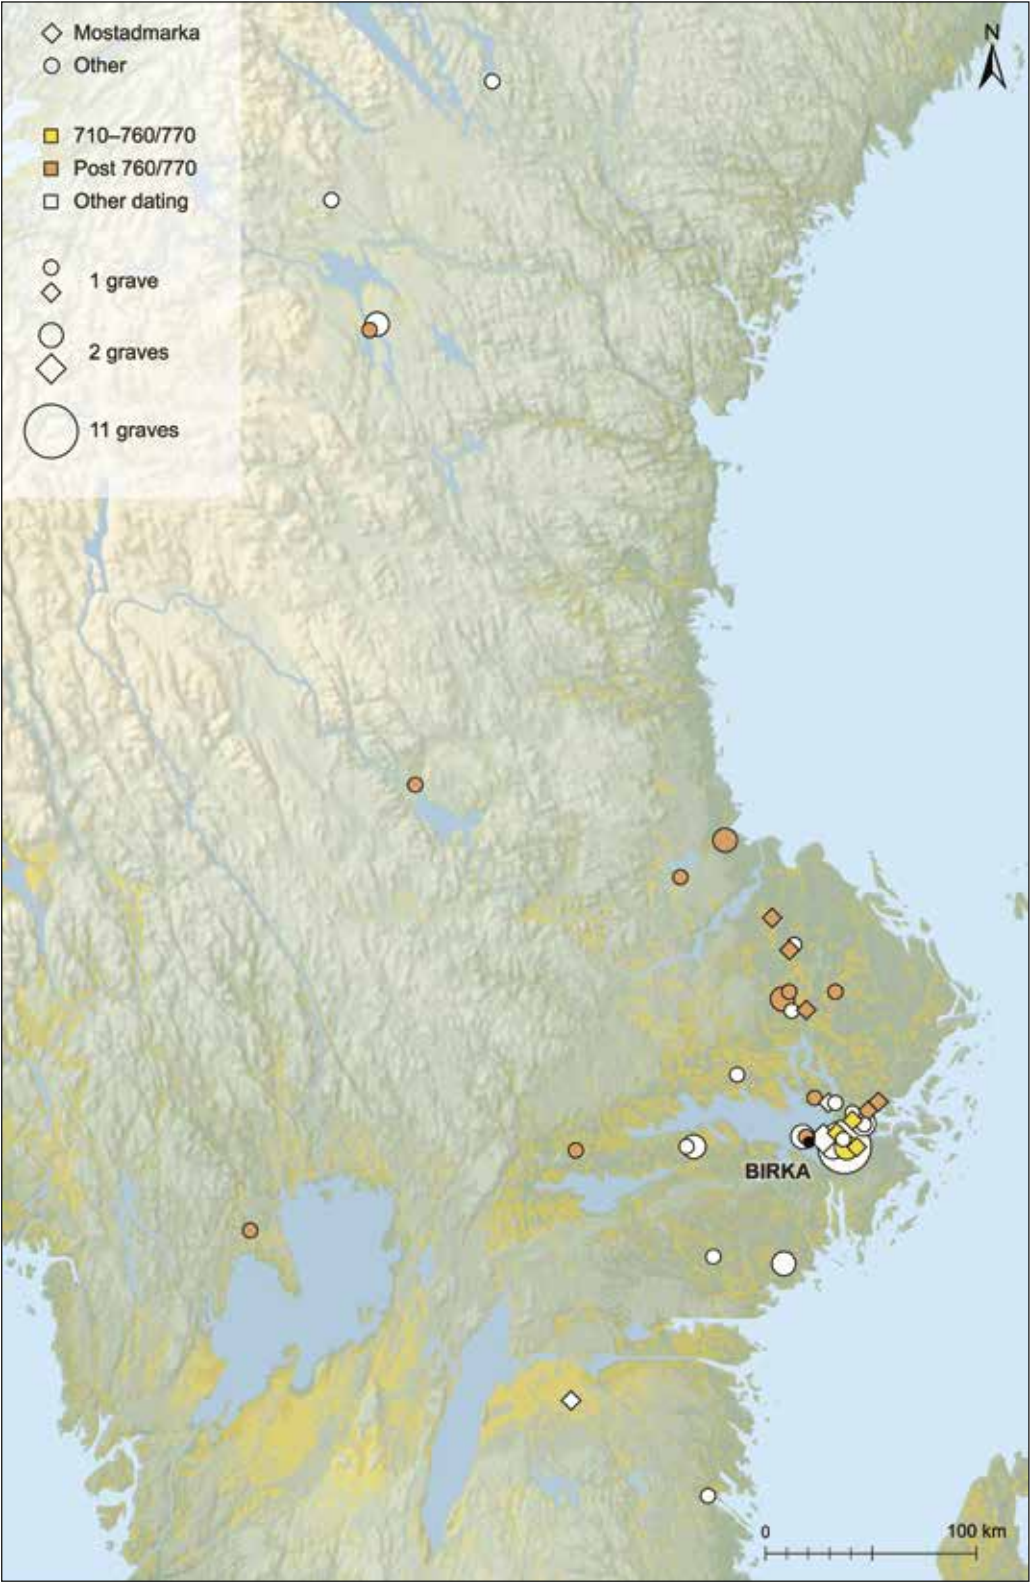 Mostadmarka
Other
710–760/770
Post 760/770
Other dating
1 grave
2 graves
11 graves
N
BIRKA
0 100 km